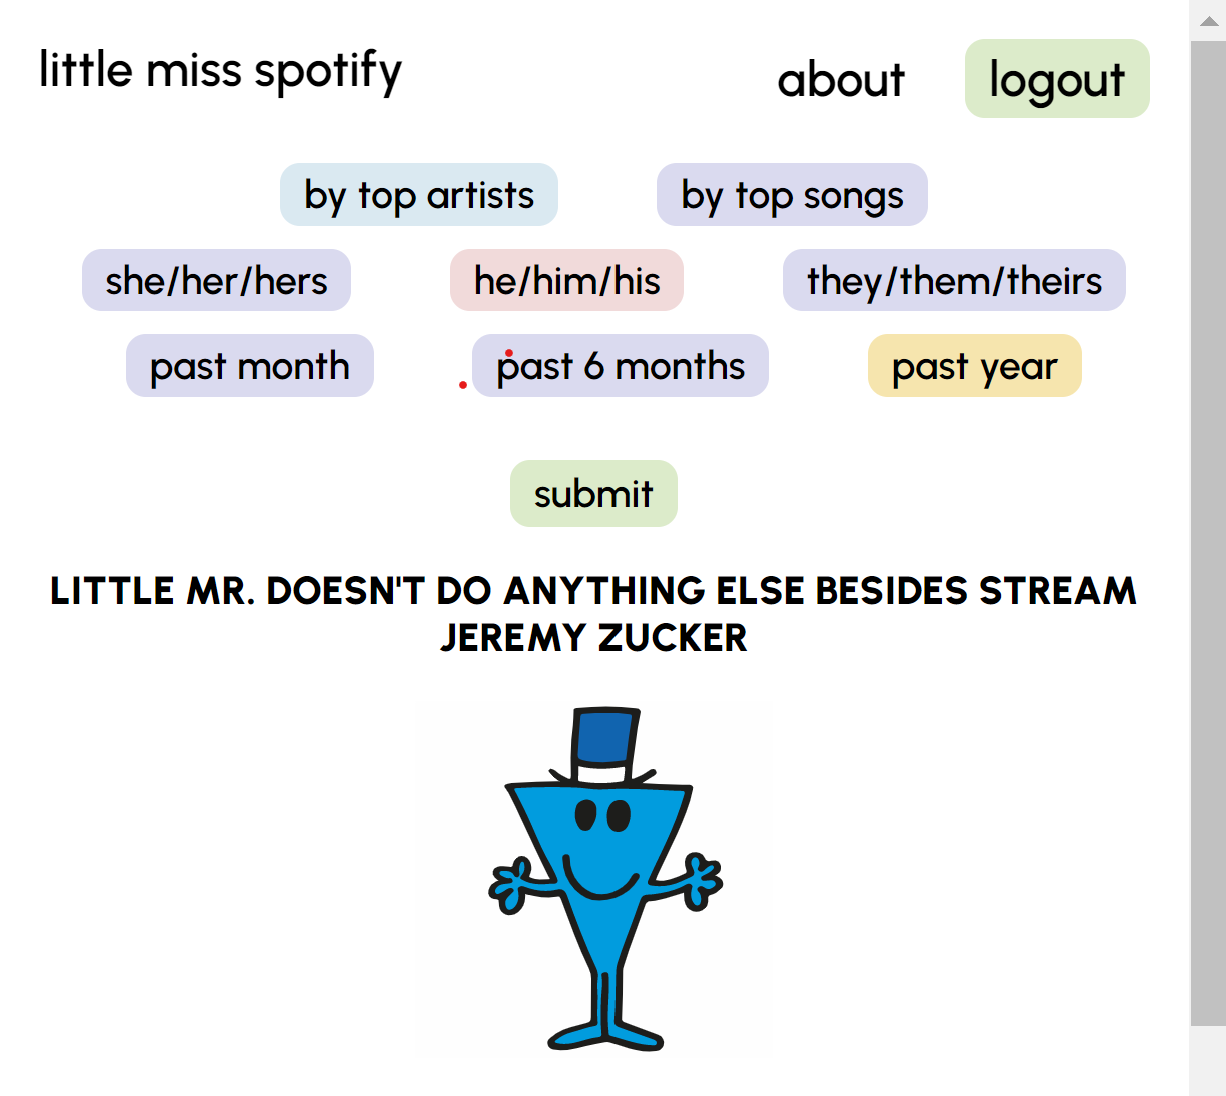 little miss spotify
about
logout
by top artists
by top songs
she/her/hers
he/him/his
they/them/theirs
past month
past 6 months
past year
submit
LITTLE MR. DOESN'T DO ANYTHING ELSE BESIDES STREAM
JEREMY ZUCKER